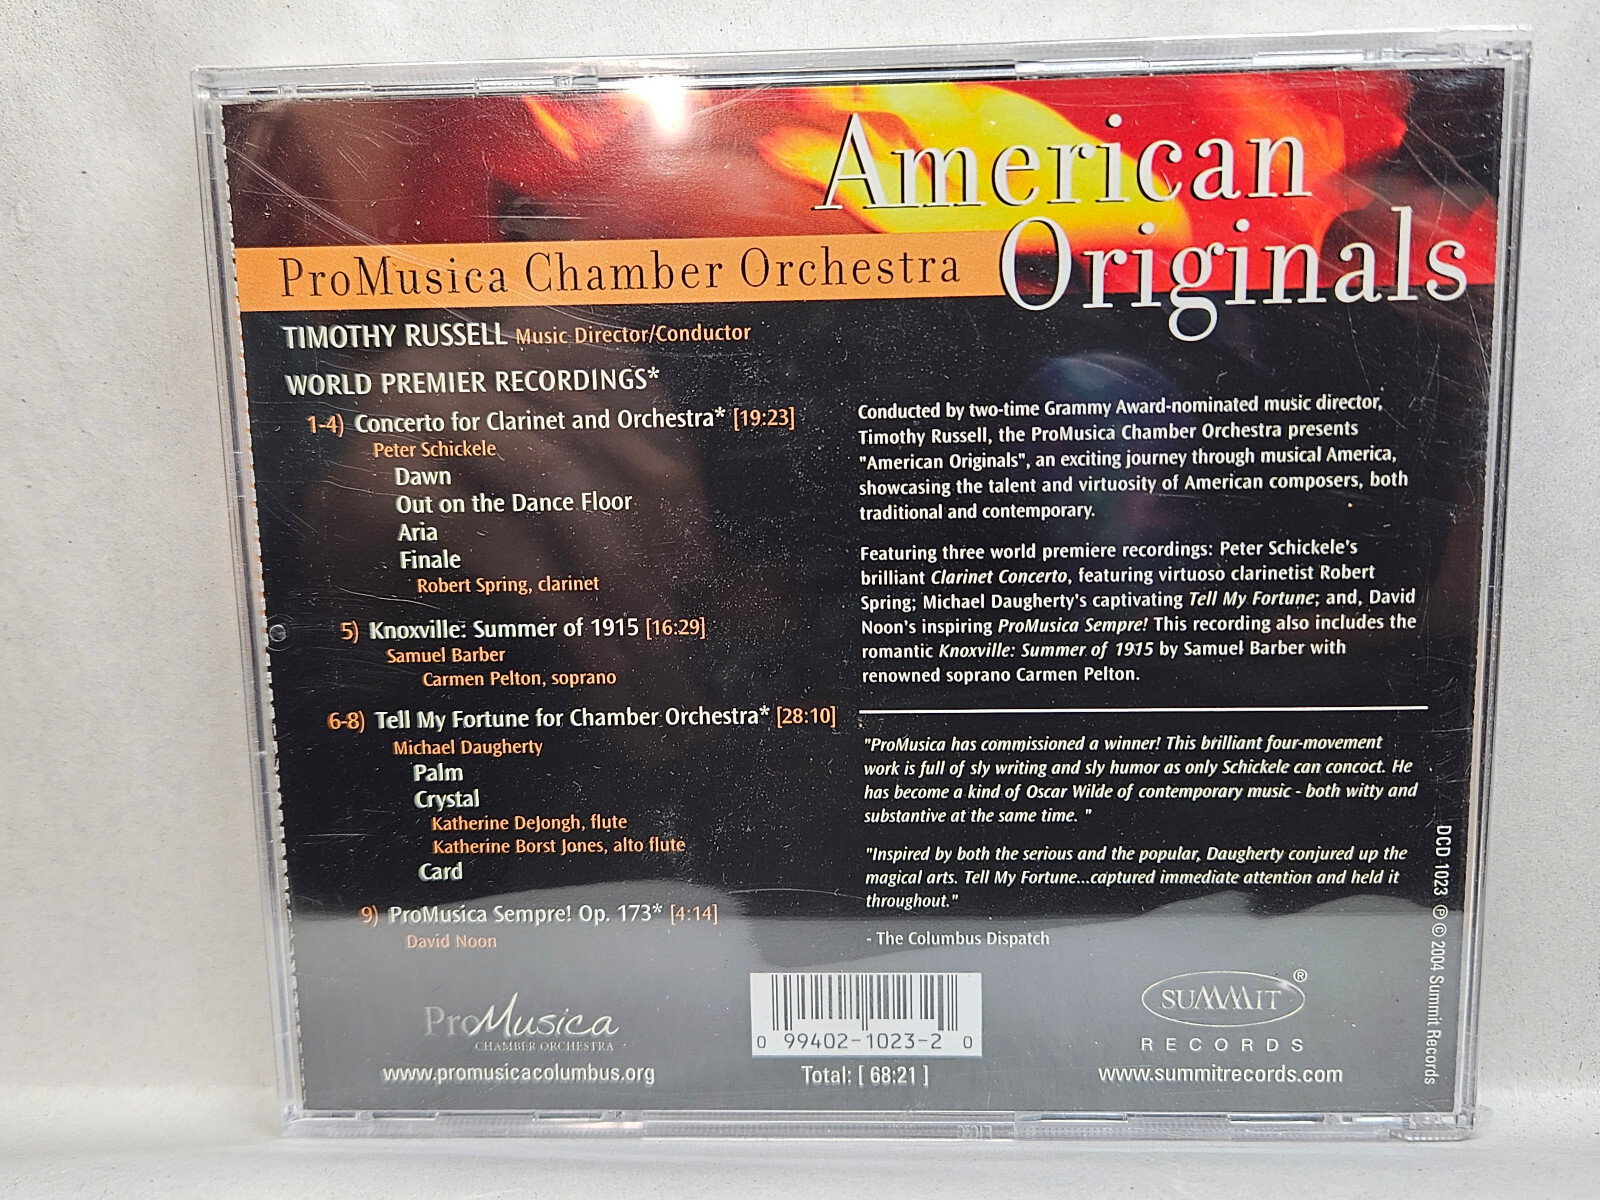 American
Originals
ProMusica Chamber Orchestra
TIMOTHY RUSSELL Music Director/Conductor
WORLD PREMIER RECORDINGS*
1-4) Concerto for Clarinet and Orchestra* [19:23]
Peter Schickele
Dawn
Out on the Dance Floor
Aria
Finale
Robert Spring, clarinet
5) Knoxville: Summer of 1915 [16:29]
Samuel Barber
Carmen Pelton, soprano
6-8) Tell My Fortune for Chamber Orchestra* [28:10]
Michael Daugherty
Palm
Crystal
Katherine DeJongh, flute
Katherine Borst Jones, alto flute
Card
9) ProMusica Sempre! Op. 173* [4:14]
David Noon
Conducted by two-time Grammy Award-nominated music director,
Timothy Russell, the ProMusica Chamber Orchestra presents
"American Originals", an exciting journey through musical America,
showcasing the talent and virtuosity of American composers, both
traditional and contemporary.
Featuring three world premiere recordings: Peter Schickele's
brilliant Clarinet Concerto, featuring virtuoso clarinetist Robert
Spring; Michael Daugherty's captivating Tell My Fortune; and, David
Noon's inspiring ProMusica Sempre! This recording also includes the
romantic Knoxville: Summer of 1915 by Samuel Barber with
renowned soprano Carmen Pelton.
"ProMusica has commissioned a winner! This brilliant four-movement
work is full of sly writing and sly humor as only Schickele can concoct. He
has become a kind of Oscar Wilde of contemporary music - both witty and
substantive at the same time. "
"Inspired by both the serious and the popular, Daugherty conjured up the
magical arts. Tell My Fortune...captured immediate attention and held it
throughout."
- The Columbus Dispatch
DCD 1023 ℗ © 2004 Summit Records
ProMusica
CHAMBER ORCHESTRA
www.promusicacolumbus.org
0 99402-1023-2 0
Total: [ 68:21 ]
SUMMIT ®
RECORDS
www.summitrecords.com